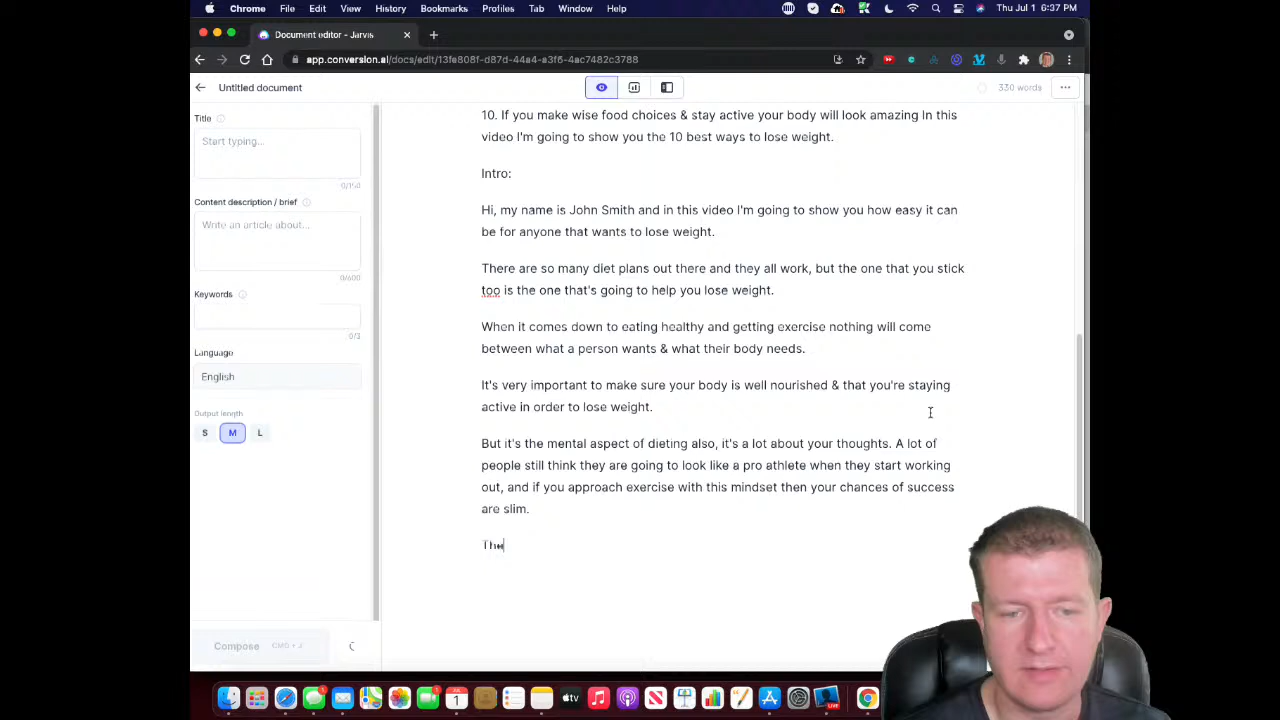 Chrome File Edit View History Bookmarks Profiles Tab Window Help Thu Jul 1 6:37 PM
Document editor - Jarvis
app.conversion.ai/docs/edit/13fe808f-d87d-44a4-a3f6-4ac7482c3788
Untitled document 330 words
Title
Start typing...
0/150
Content description / brief
Write an article about...
0/600
Keywords
0/3
Language
English
Output length
S M L
Compose CMD + J
10. If you make wise food choices & stay active your body will look amazing In this
video I'm going to show you the 10 best ways to lose weight.
Intro:
Hi, my name is John Smith and in this video I'm going to show you how easy it can
be for anyone that wants to lose weight.
There are so many diet plans out there and they all work, but the one that you stick
too is the one that's going to help you lose weight.
When it comes down to eating healthy and getting exercise nothing will come
between what a person wants & what their body needs.
It's very important to make sure your body is well nourished & that you're staying
active in order to lose weight.
But it's the mental aspect of dieting also, it's a lot about your thoughts. A lot of
people still think they are going to look like a pro athlete when they start working
out, and if you approach exercise with this mindset then your chances of success
are slim.